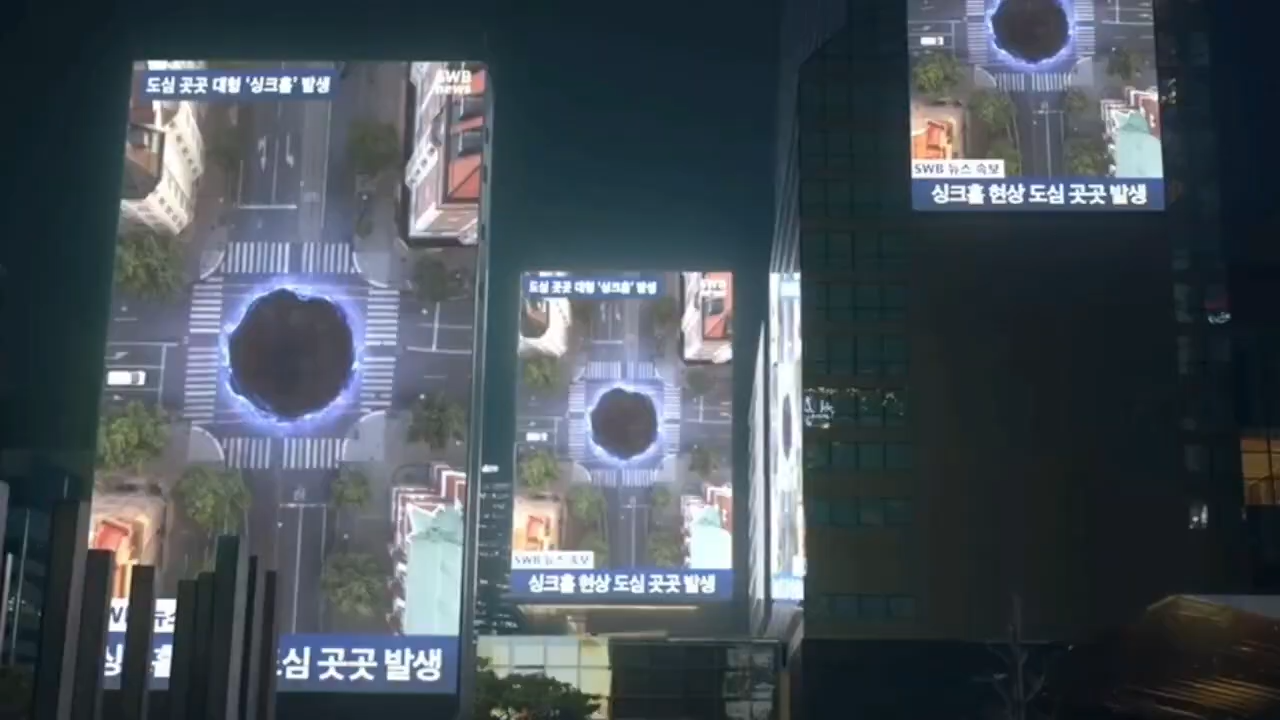 도심 곳곳 대형 '싱크홀' 발생
SWB
news
싱크홀
도심 곳곳 발생
도심 곳곳 대형 '싱크홀' 발생
SWB 뉴스 속보
싱크홀 현상 도심 곳곳 발생
SWB 뉴스 속보
싱크홀 현상 도심 곳곳 발생